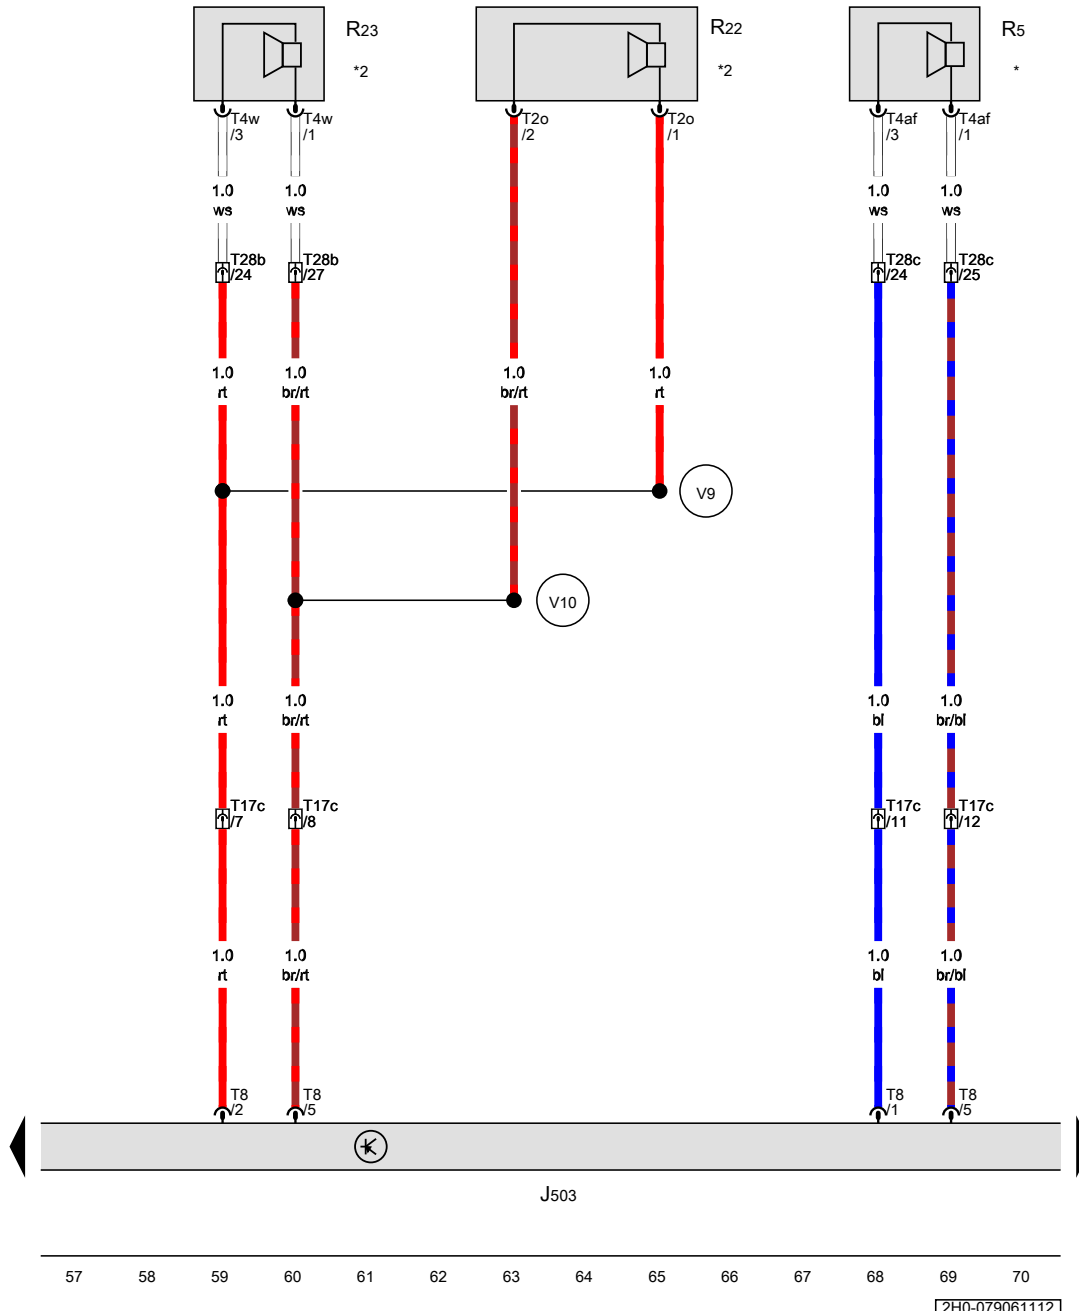 R23
*2
R22
*2
R5
*
T4w
/3
T4w
/1
T2o
/2
T2o
/1
T4af
/3
T4af
/1
1.0
ws
1.0
ws
1.0
ws
1.0
ws
T28b
/24
T28b
/27
T28c
/24
T28c
/25
1.0
rt
1.0
br/rt
1.0
br/rt
1.0
rt
V9
V10
1.0
rt
1.0
br/rt
1.0
bl
1.0
br/bl
T17c
/7
T17c
/8
T17c
/11
T17c
/12
1.0
rt
1.0
br/rt
1.0
bl
1.0
br/bl
T8
/2
T8
/5
T8
/1
T8
/5
J503
57 58 59 60 61 62 63 64 65 66 67 68 69 70
2H0-079061112